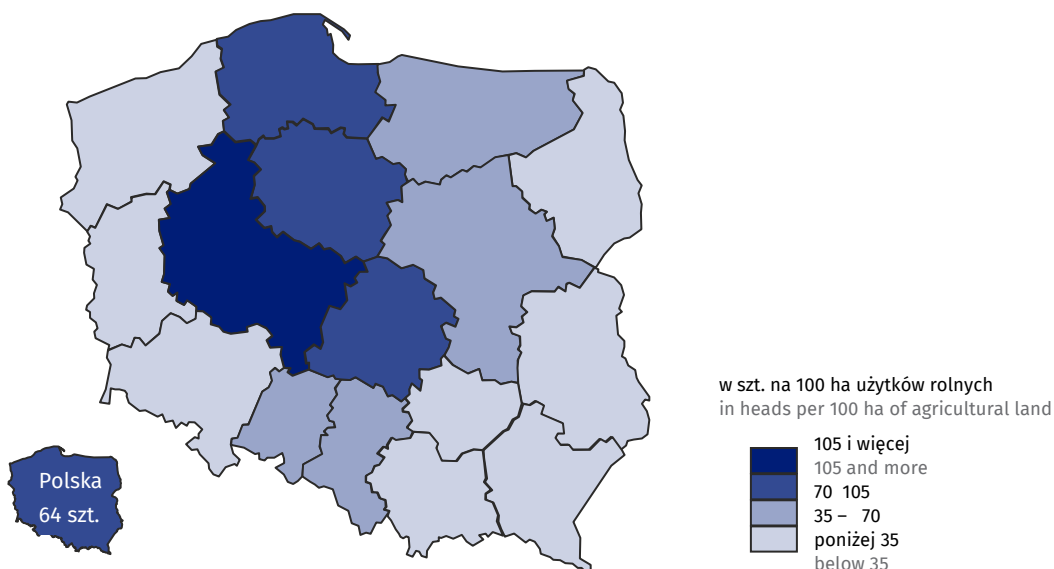 w szt. na 100 ha użytków rolnych
in heads per 100 ha of agricultural land
105 i więcej
105 and more
70 105
35 – 70
poniżej 35
below 35
Polska
64 szt.